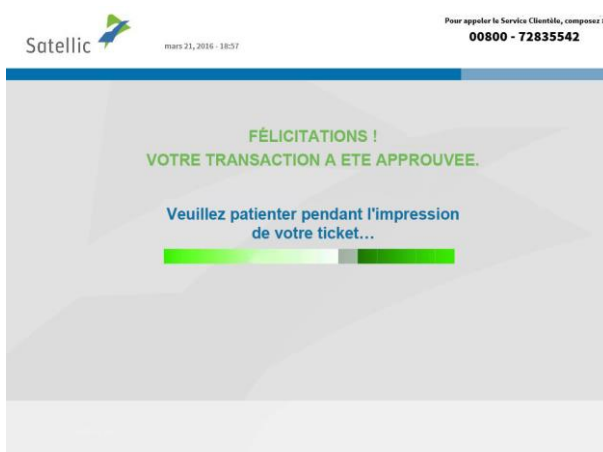 Satellic
mars 21, 2016 - 18:57
Pour appeler le Service Clientèle, composez :
00800 - 72835542
FÉLICITATIONS !
VOTRE TRANSACTION A ETE APPROUVEE.
Veuillez patienter pendant l'impression
de votre ticket...